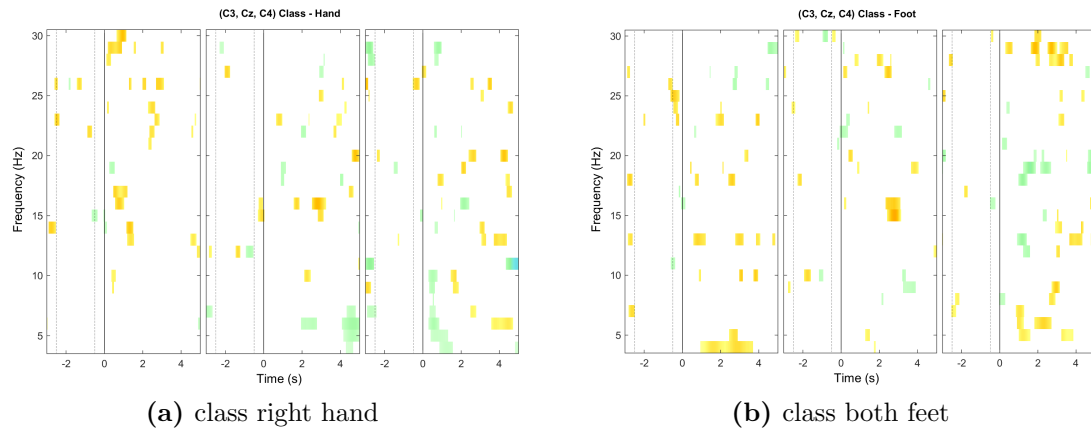 (C3, Cz, C4) Class - Hand
Frequency (Hz)
30
25
20
15
10
5
-2 0 2 4 -2 0 2 4 -2 0 2 4
Time (s)
(a) class right hand
(C3, Cz, C4) Class - Foot
Frequency (Hz)
30
25
20
15
10
5
-2 0 2 4 -2 0 2 4 -2 0 2 4
Time (s)
(b) class both feet